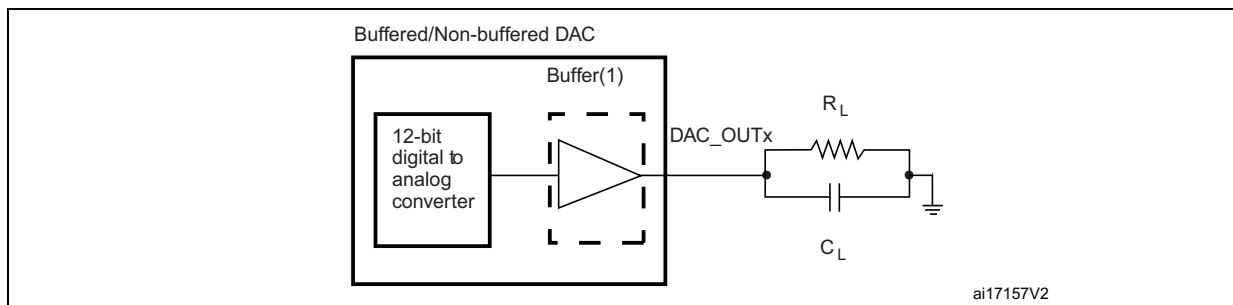 Buffered/Non-buffered DAC
Buffer(1)
12-bit
digital to
analog
converter
DAC_OUTx
R L
C L
ai17157V2